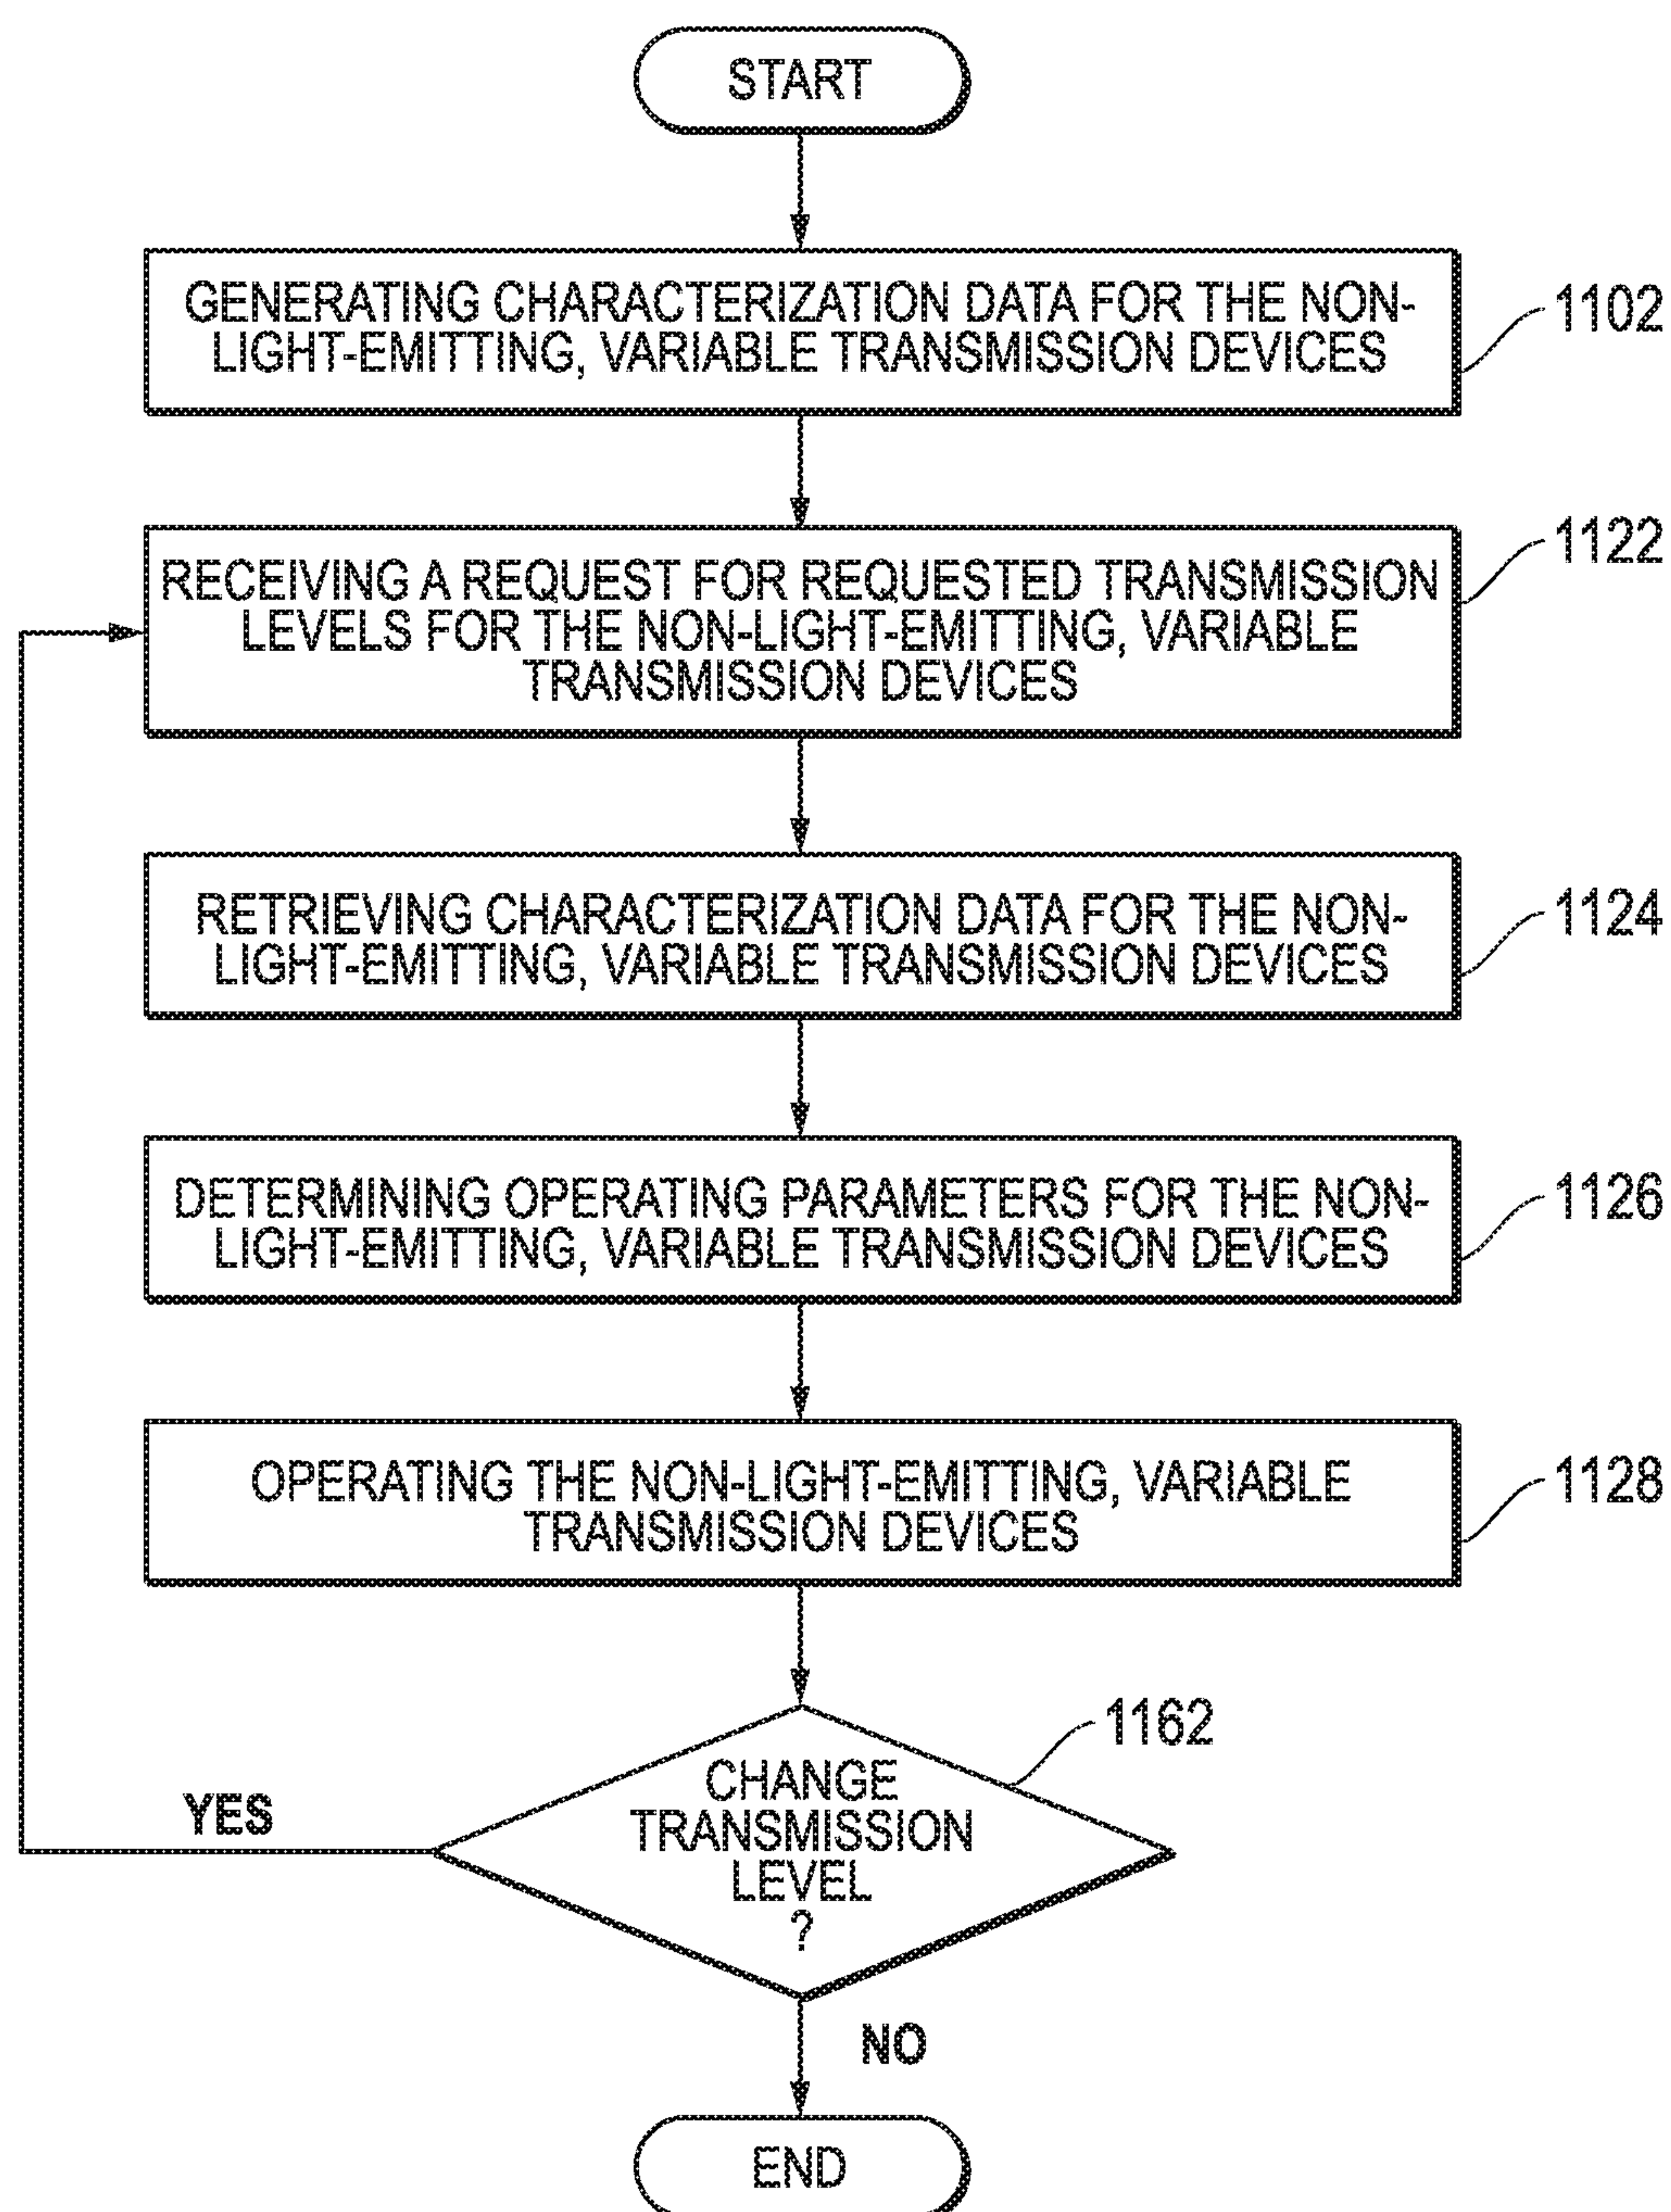 START
GENERATING CHARACTERIZATION DATA FOR THE NON-
LIGHT-EMITTING, VARIABLE TRANSMISSION DEVICES
1102
RECEIVING A REQUEST FOR REQUESTED TRANSMISSION
LEVELS FOR THE NON-LIGHT-EMITTING, VARIABLE
TRANSMISSION DEVICES
1122
RETRIEVING CHARACTERIZATION DATA FOR THE NON-
LIGHT-EMITTING, VARIABLE TRANSMISSION DEVICES
1124
DETERMINING OPERATING PARAMETERS FOR THE NON-
LIGHT-EMITTING, VARIABLE TRANSMISSION DEVICES
1126
OPERATING THE NON-LIGHT-EMITTING, VARIABLE
TRANSMISSION DEVICES
1128
CHANGE
TRANSMISSION
LEVEL
?
1162
YES
NO
END